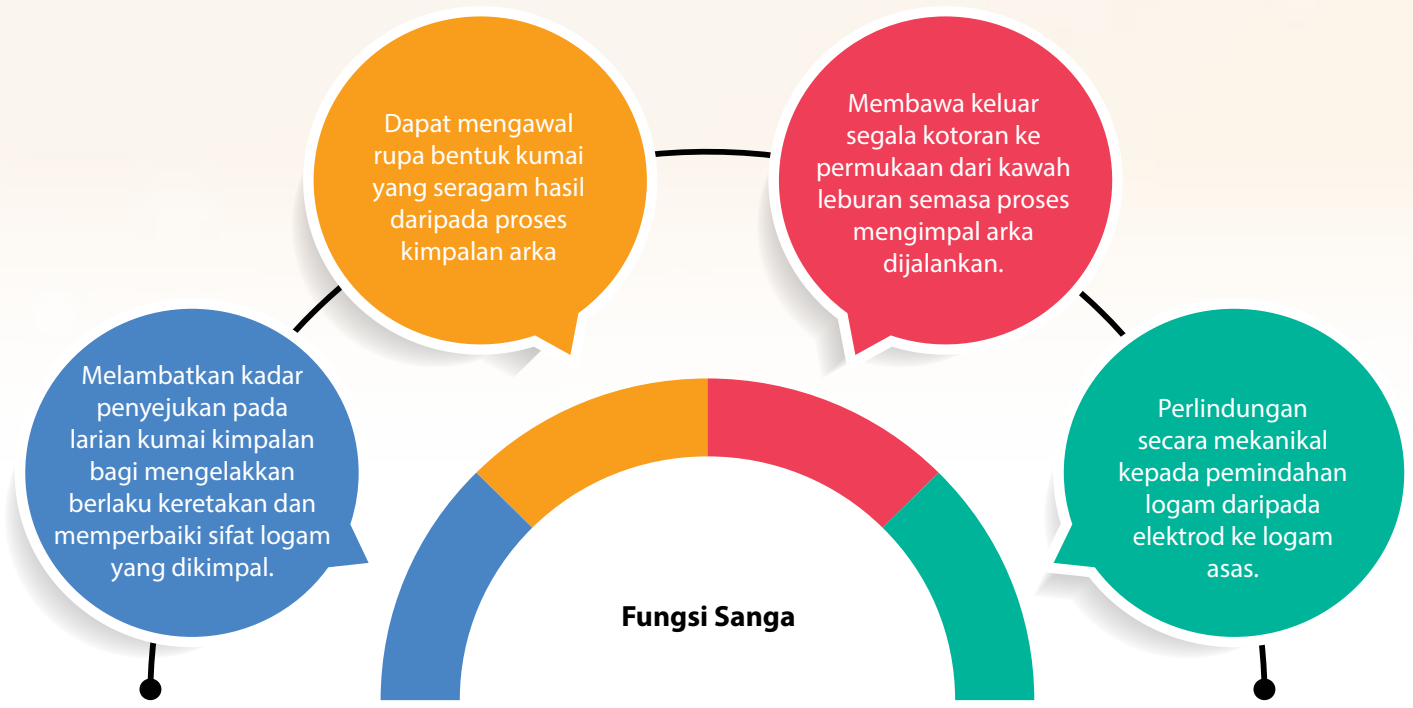 Melambatkan kadar
penyejukan pada
larian kumai kimpalan
bagi mengelakkan
berlaku keretakan dan
memperbaiki sifat logam
yang dikimpal.
Dapat mengawal
rupa bentuk kumai
yang seragam hasil
daripada proses
kimpalan arka
Membawa keluar
segala kotoran ke
permukaan dari kawah
leburan semasa proses
mengimpal arka
dijalankan.
Perlindungan
secara mekanikal
kepada pemindahan
logam daripada
elektrod ke logam
asas.
Fungsi Sanga